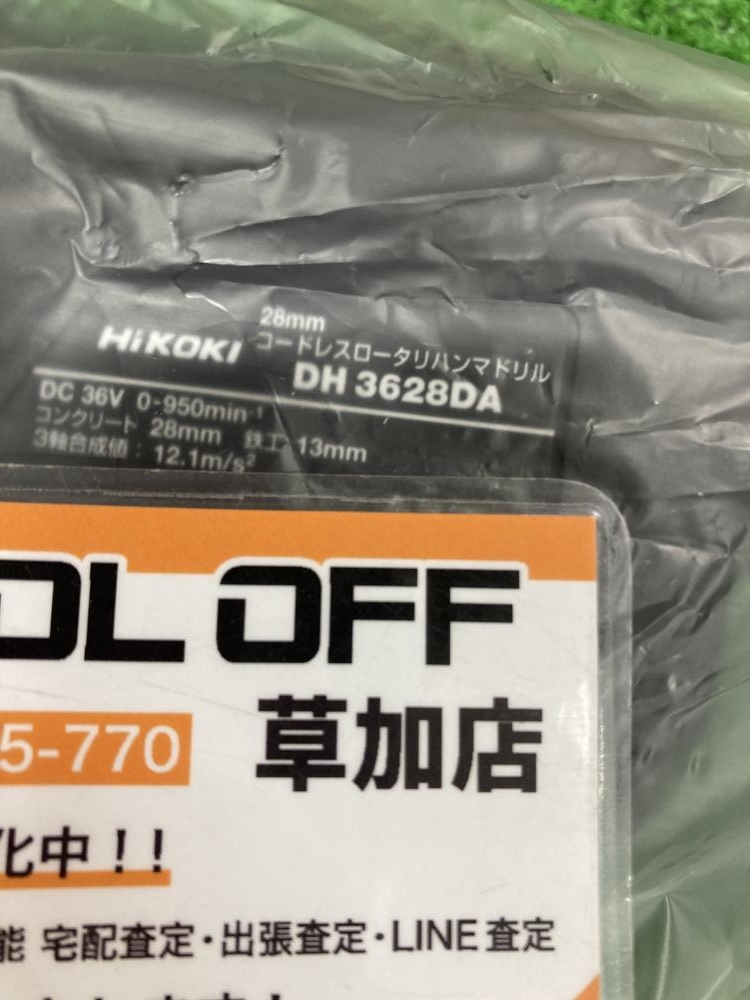 28mm
HiKOKI コードレスロータリハンマドリル
DH 3628DA
DC 36V 0-950min-1
コンクリート 28mm 鉄工 13mm
3軸合成値 : 12.1m/s²
OL OFF
5-770 草加店
化中!!
能 宅配査定・出張査定・LINE査定